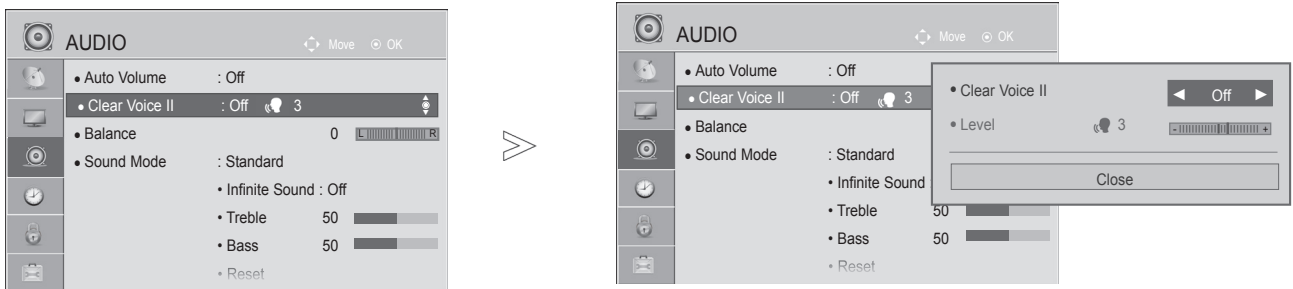 AUDIO
Move
OK
• Auto Volume : Off
• Clear Voice II : Off 3
• Balance 0 L R
• Sound Mode : Standard
• Infinite Sound : Off
• Treble 50
• Bass 50
• Reset
AUDIO
Move
OK
• Auto Volume : Off
• Clear Voice II : Off 3
• Balance
• Sound Mode : Standard
• Infinite Sound :
• Treble 50
• Bass 50
• Reset
• Clear Voice II ◀ Off ▶
• Level 3 - +
Close